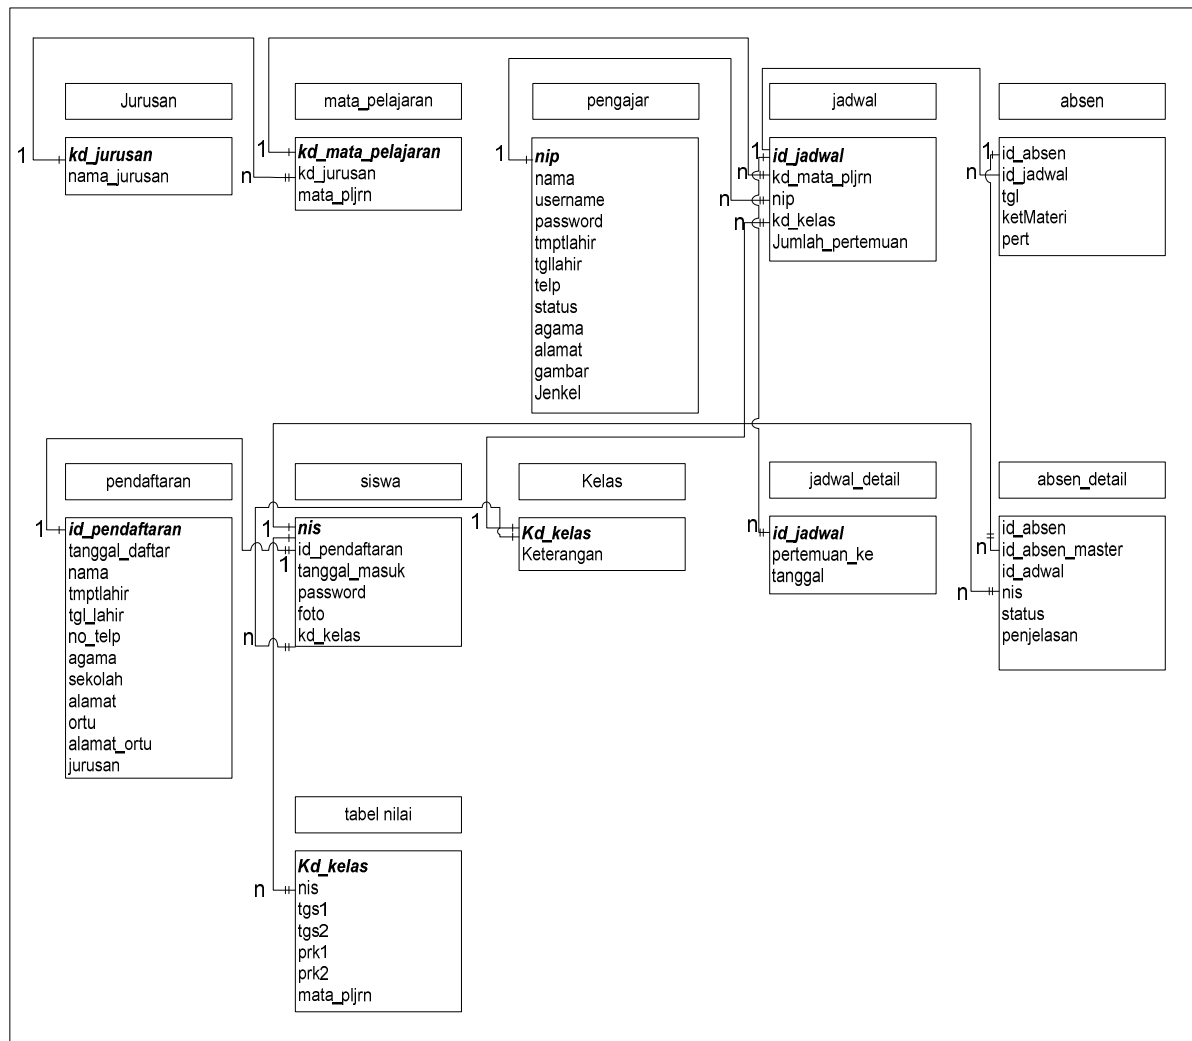 Jurusan
1
kd_jurusan
nama_jurusan
mata_pelajaran
1
n
kd_mata_pelajaran
kd_jurusan
mata_pljrn
pengajar
1
nip
nama
username
password
tmptlahir
tgllahir
telp
status
agama
alamat
gambar
Jenkel
jadwal
1
n
n
n
id_jadwal
kd_mata_pljrn
nip
kd_kelas
Jumlah_pertemuan
absen
1
n
id_absen
id_jadwal
tgl
ketMateri
pert
pendaftaran
1
id_pendaftaran
tanggal_daftar
nama
tmptlahir
tgl_lahir
no_telp
agama
sekolah
alamat
ortu
alamat_ortu
jurusan
siswa
1
1
n
nis
id_pendaftaran
tanggal_masuk
password
foto
kd_kelas
Kelas
1
Kd_kelas
Keterangan
jadwal_detail
n
id_jadwal
pertemuan_ke
tanggal
absen_detail
n
n
id_absen
id_absen_master
id_adwal
nis
status
penjelasan
tabel nilai
n
Kd_kelas
nis
tgs1
tgs2
prk1
prk2
mata_pljrn